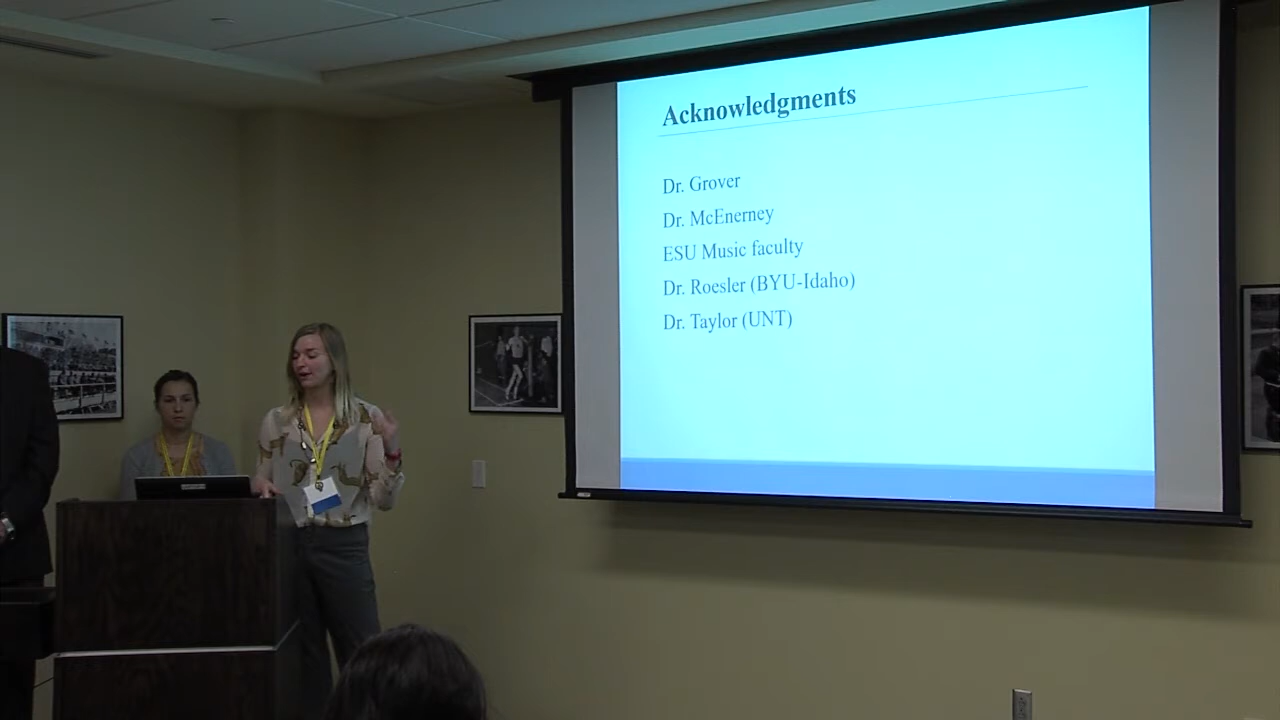 Acknowledgments
Dr. Grover
Dr. McEnerney
ESU Music faculty
Dr. Roesler (BYU-Idaho)
Dr. Taylor (UNT)